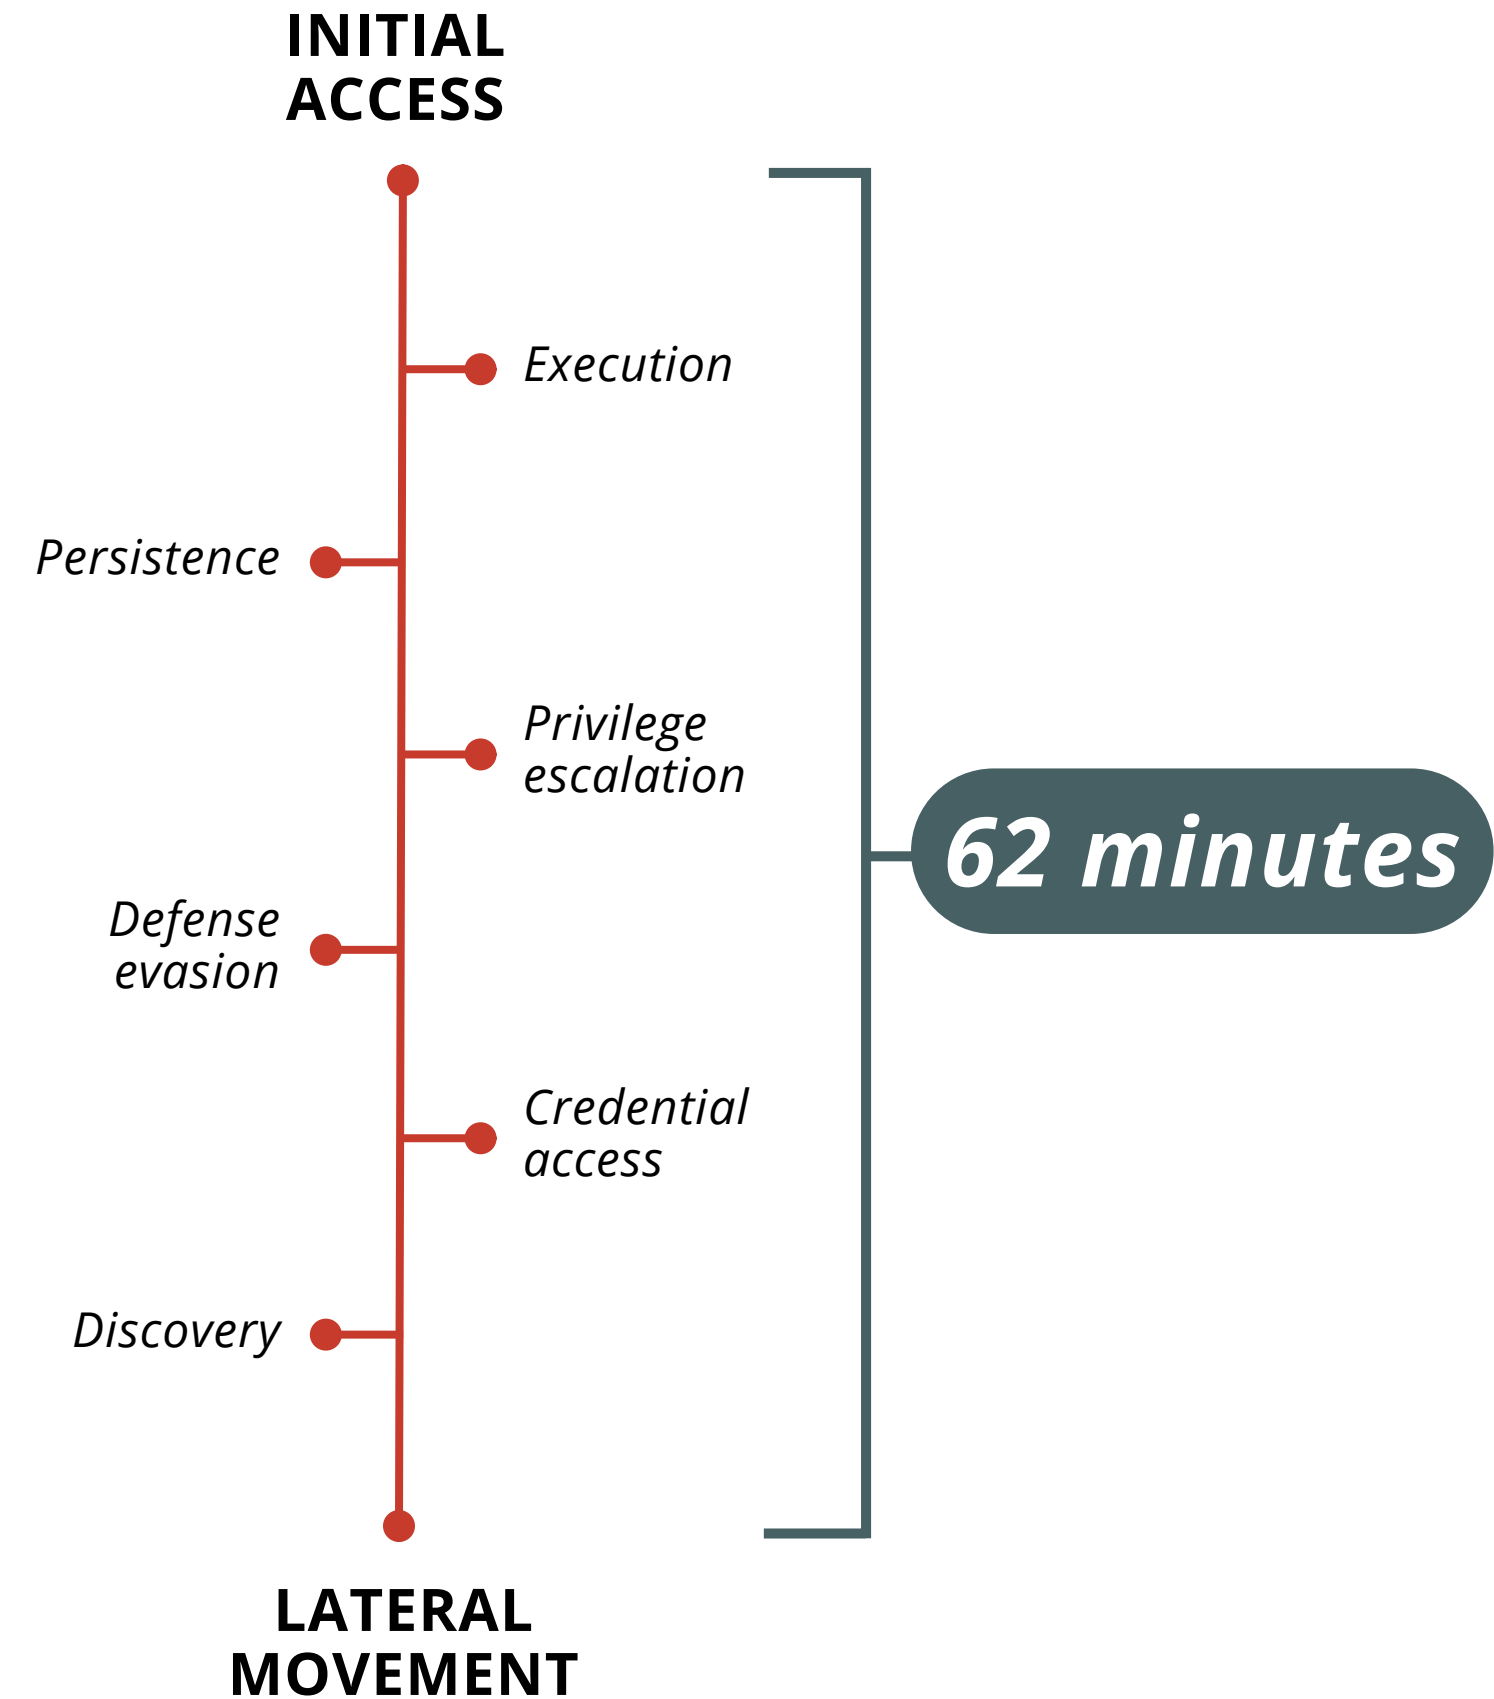 INITIAL
ACCESS
Execution
Persistence
Privilege
escalation
62 minutes
Defense
evasion
Credential
access
Discovery
LATERAL
MOVEMENT